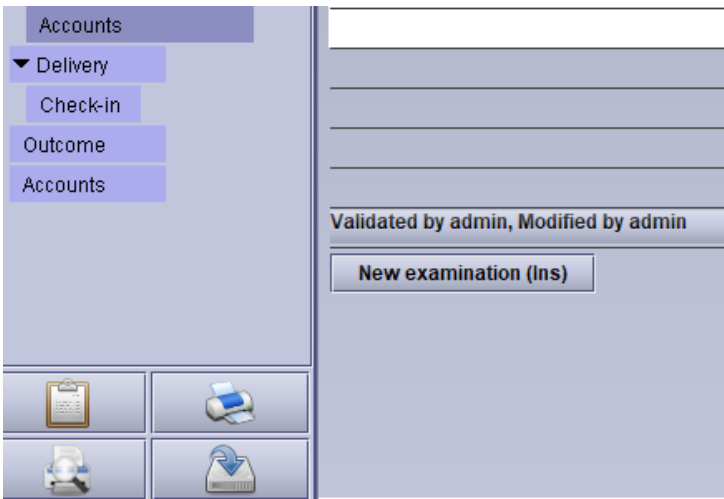 Accounts
Delivery
Check-in
Outcome
Accounts
Validated by admin, Modified by admin
New examination (Ins)